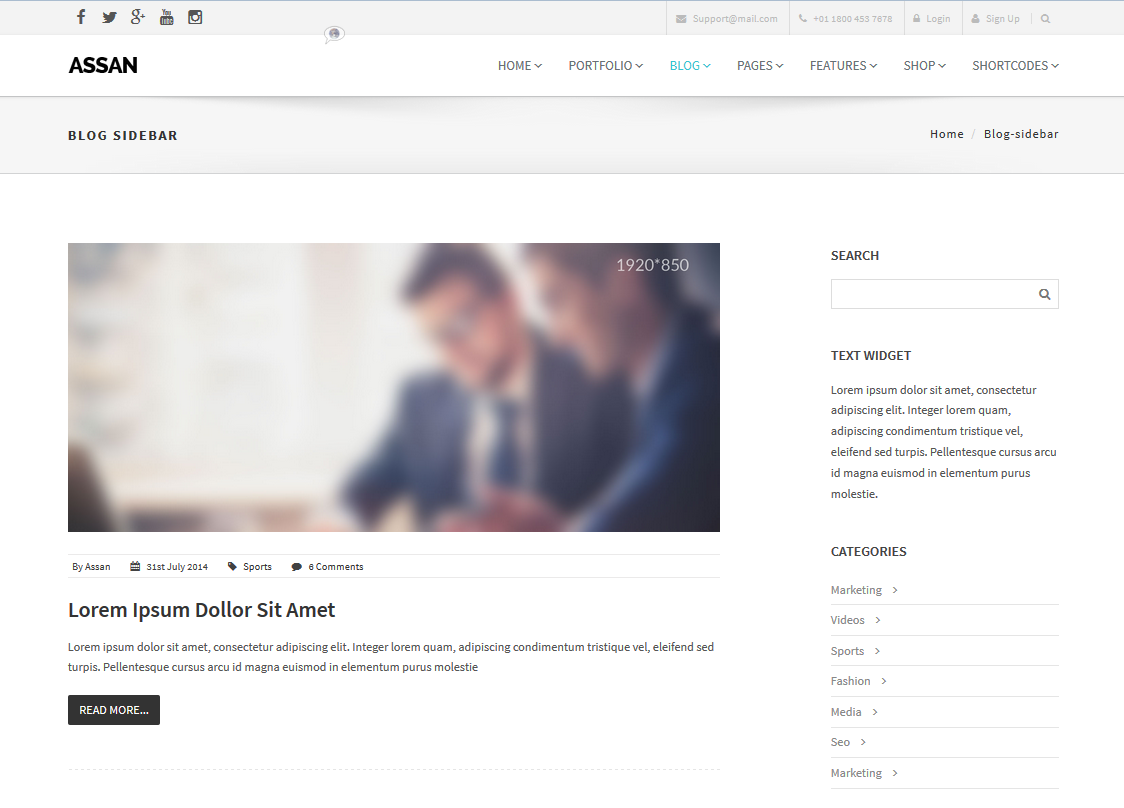 You Tube
Support@mail.com
+01 1800 453 7678
Login
Sign Up
ASSAN
HOME
PORTFOLIO
BLOG
PAGES
FEATURES
SHOP
SHORTCODES
BLOG SIDEBAR
Home / Blog-sidebar
1920*850
By Assan
31st July 2014
Sports
6 Comments
Lorem Ipsum Dollor Sit Amet
Lorem ipsum dolor sit amet, consectetur adipiscing elit. Integer lorem quam, adipiscing condimentum tristique vel, eleifend sed
turpis. Pellentesque cursus arcu id magna euismod in elementum purus molestie
READ MORE...
SEARCH
TEXT WIDGET
Lorem ipsum dolor sit amet, consectetur
adipiscing elit. Integer lorem quam,
adipiscing condimentum tristique vel,
eleifend sed turpis. Pellentesque cursus arcu
id magna euismod in elementum purus
molestie.
CATEGORIES
Marketing
Videos
Sports
Fashion
Media
Seo
Marketing